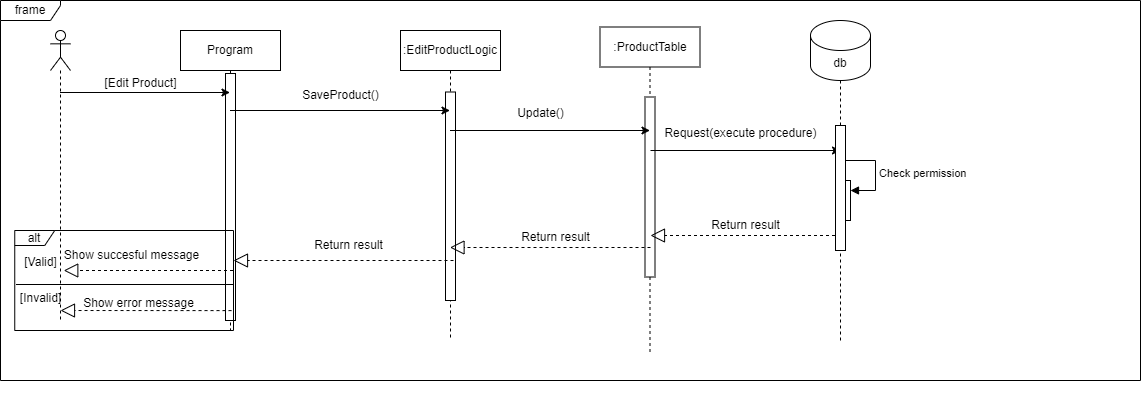 frame
Program
:EditProductLogic
:ProductTable
db
[Edit Product]
SaveProduct()
Update()
Request(execute procedure)
Check permission
Return result
Return result
Return result
alt
Show succesful message
[Valid]
[Invalid]
Show error message